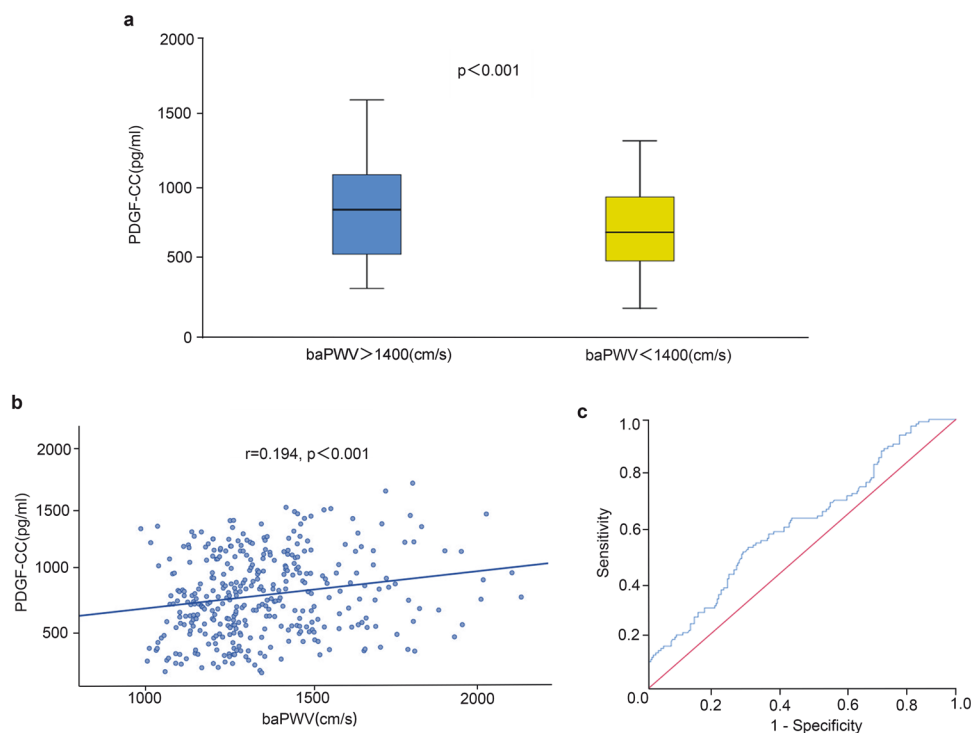 a
2000
1500
1000
500
0
PDGF-CC(pg/ml)
p<0.001
baPWV>1400(cm/s)
baPWV<1400(cm/s)
b
2000
1500
1000
500
PDGF-CC(pg/ml)
r=0.194, p<0.001
1000
1500
2000
baPWV(cm/s)
c
1.0
0.8
0.6
0.4
0.2
0.0
Sensitivity
0.2
0.4
0.6
0.8
1.0
1 - Specificity